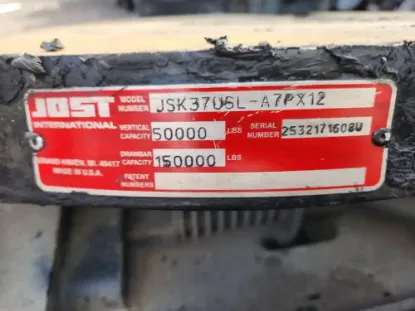 JOST
INTERNATIONAL
GRAND HAVEN, MI. 49417
MADE IN U.S.A.
MODEL NUMBER JSK37USL-A7PX12
VERTICAL CAPACITY 50000 LBS
SERIAL NUMBER 2532171608U
DRAWBAR CAPACITY 150000 LBS
PATENT NUMBERS